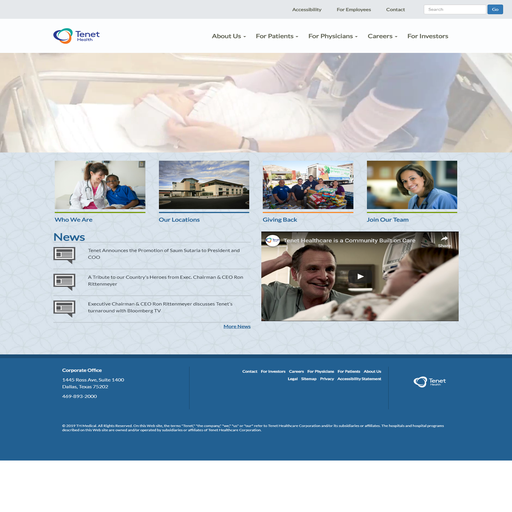 Accessibility For Employees Contact Search Go
Tenet
Health
About Us For Patients For Physicians Careers For Investors
Who We Are Our Locations Giving Back Join Our Team
News
Tenet Announces the Promotion of Saum Sutaria to President and
COO
A Tribute to our Country's Heroes from Exec. Chairman & CEO Ron
Rittenmeyer
Executive Chairman & CEO Ron Rittenmeyer discusses Tenet's
turnaround with Bloomberg TV
More News
Tenet Healthcare is a Community Built on Care
Share
Corporate Office
1445 Ross Ave, Suite 1400
Dallas, Texas 75202
469-893-2000
Contact For Investors Careers For Physicians For Patients About Us
Legal Sitemap Privacy Accessibility Statement
Tenet
Health
© 2019 TH Medical. All Rights Reserved. On this Web site, the terms "Tenet," "the company," "we," "us" or "our" refer to Tenet Healthcare Corporation and/or its subsidiaries or affiliates. The hospitals and hospital programs
described on this Web site are owned and/or operated by subsidiaries or affiliates of Tenet Healthcare Corporation.